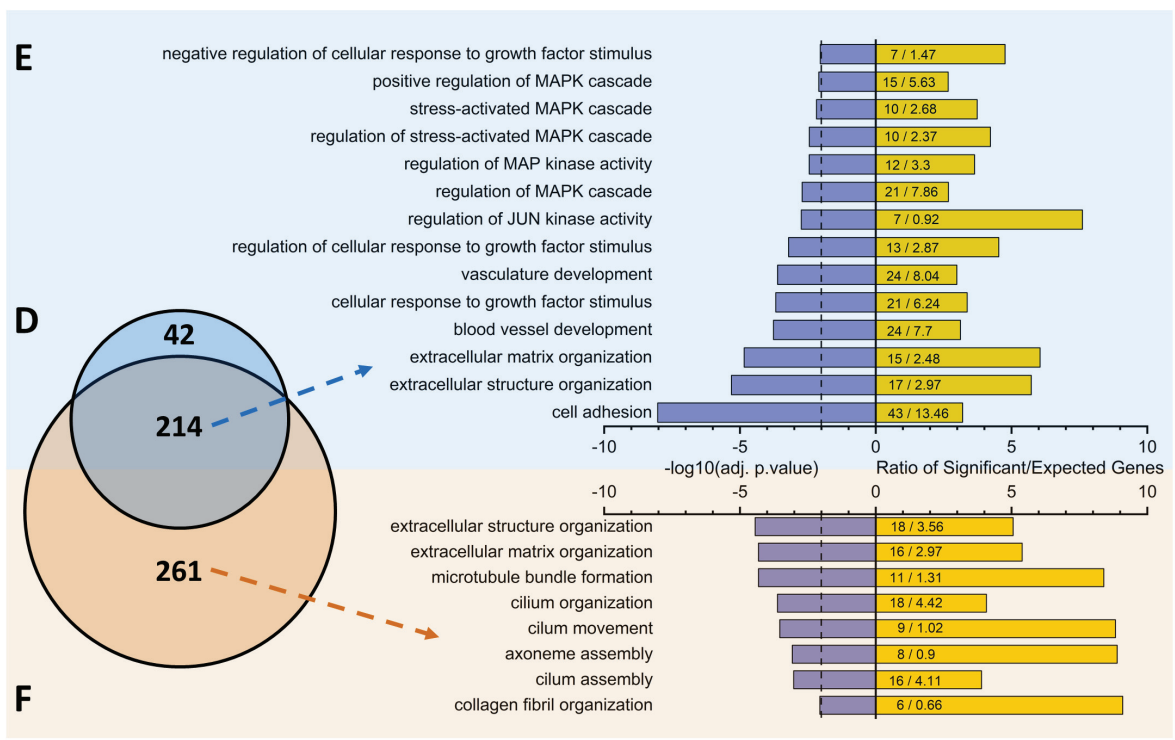 E
negative regulation of cellular response to growth factor stimulus 7 / 1.47
positive regulation of MAPK cascade 15 / 5.63
stress-activated MAPK cascade 10 / 2.68
regulation of stress-activated MAPK cascade 10 / 2.37
regulation of MAP kinase activity 12 / 3.3
regulation of MAPK cascade 21 / 7.86
regulation of JUN kinase activity 7 / 0.92
regulation of cellular response to growth factor stimulus 13 / 2.87
vasculature development 24 / 8.04
cellular response to growth factor stimulus 21 / 6.24
blood vessel development 24 / 7.7
extracellular matrix organization 15 / 2.48
extracellular structure organization 17 / 2.97
cell adhesion 43 / 13.46
-10 -5 0 5 10
-log10(adj. p.value) Ratio of Significant/Expected Genes
D
42
214
261
-10 -5 0 5 10
extracellular structure organization 18 / 3.56
extracellular matrix organization 16 / 2.97
microtubule bundle formation 11 / 1.31
cilium organization 18 / 4.42
cilum movement 9 / 1.02
axoneme assembly 8 / 0.9
cilum assembly 16 / 4.11
collagen fibril organization 6 / 0.66
F